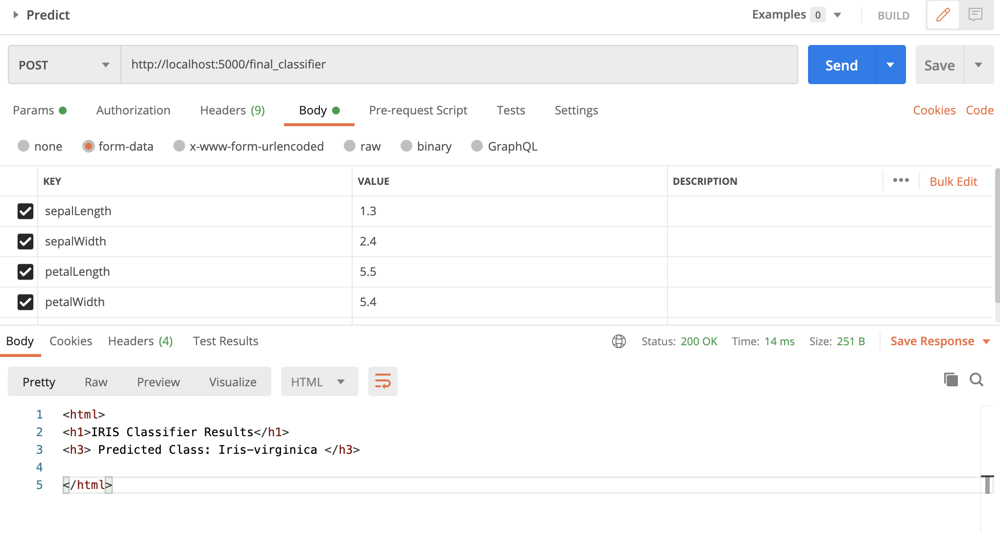 Predict
Examples 0 BUILD
POST http://localhost:5000/final_classifier Send Save
Params Authorization Headers (9) Body Pre-request Script Tests Settings Cookies Code
none form-data x-www-form-urlencoded raw binary GraphQL
KEY VALUE DESCRIPTION ••• Bulk Edit
sepalLength 1.3
sepalWidth 2.4
petalLength 5.5
petalWidth 5.4
Body Cookies Headers (4) Test Results Status: 200 OK Time: 14 ms Size: 251 B Save Response
Pretty Raw Preview Visualize HTML
1 <html>
2 <h1>IRIS Classifier Results</h1>
3 <h3> Predicted Class: Iris-virginica </h3>
4
5 </html>